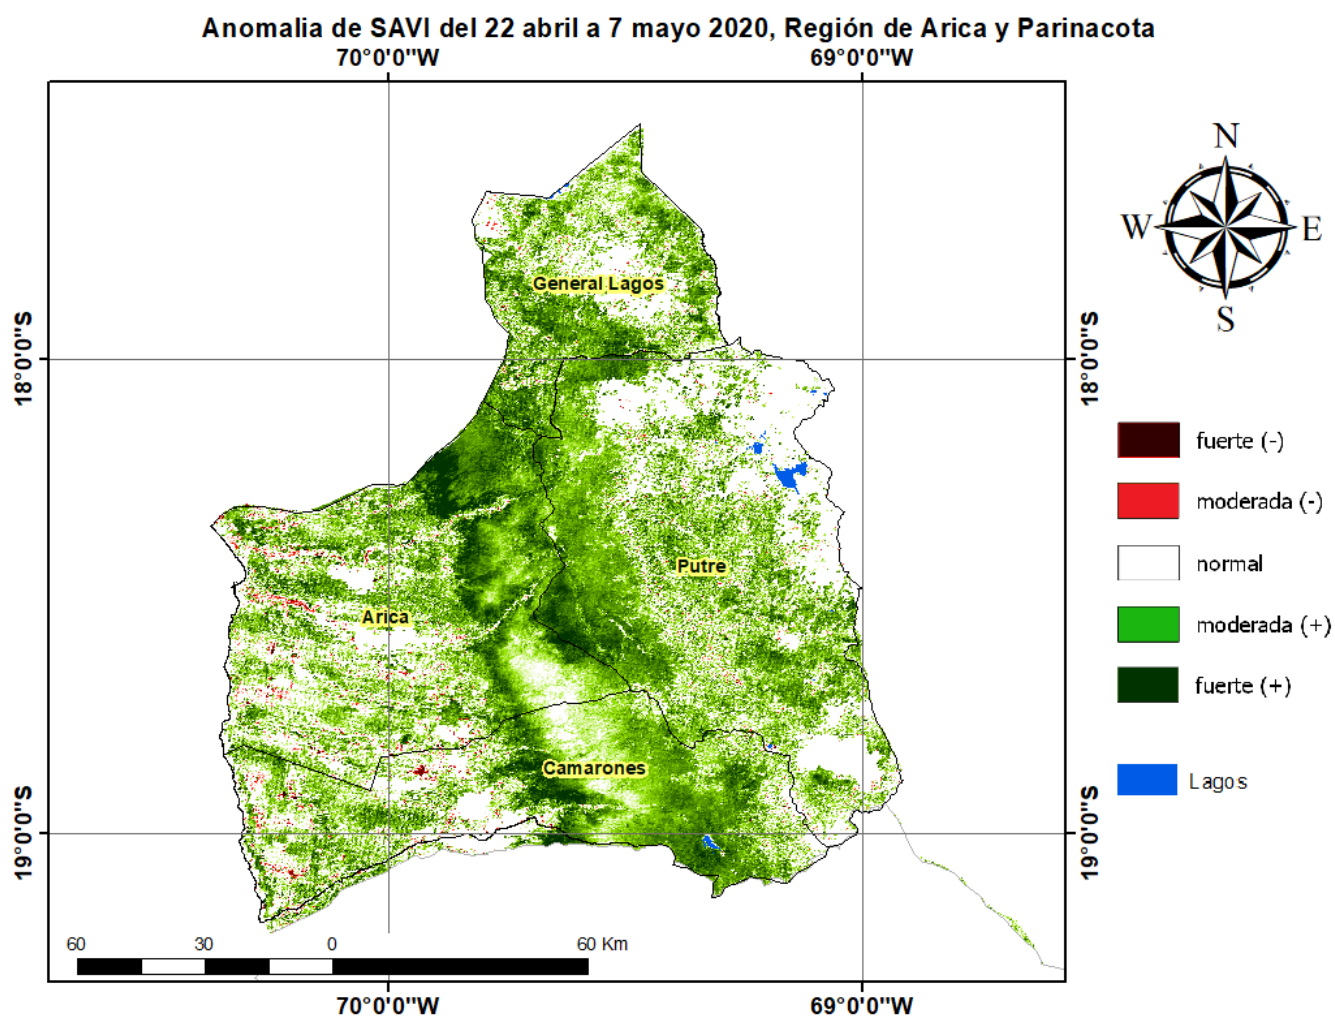 Anomalia de SAVI del 22 abril a 7 mayo 2020, Región de Arica y Parinacota
70°0'0"W
69°0'0"W
N
W
E
S
General Lagos
18°0'0"S
18°0'0"S
fuerte (-)
moderada (-)
normal
Putre
Arica
moderada (+)
fuerte (+)
Camarones
Lagos
19°0'0"S
19°0'0"S
60
30
0
60 Km
70°0'0"W
69°0'0"W